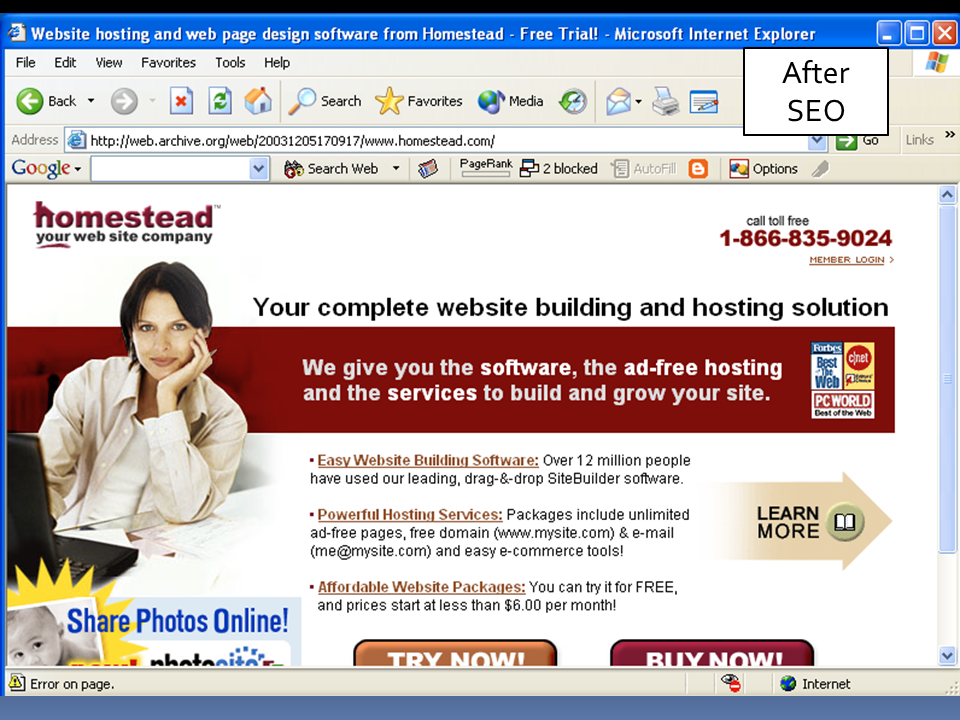 Website hosting and web page design software from Homestead - Free Trial! - Microsoft Internet Explorer
File Edit View Favorites Tools Help
After
SEO
Back Search Favorites Media
Address http://web.archive.org/web/20031205170917/www.homestead.com/ Go Links »
Google Search Web PageRank 2 blocked AutoFill Options
homestead™
your web site company
call toll free
1-866-835-9024
MEMBER LOGIN >
Your complete website building and hosting solution
We give you the software, the ad-free hosting
and the services to build and grow your site.
Forbes
Best
of The
Web
c|net
PC WORLD
Best of the Web
▪ Easy Website Building Software: Over 12 million people
have used our leading, drag-&-drop SiteBuilder software.
▪ Powerful Hosting Services: Packages include unlimited
ad-free pages, free domain (www.mysite.com) & e-mail
(me@mysite.com) and easy e-commerce tools!
▪ Affordable Website Packages: You can try it for FREE,
and prices start at less than $6.00 per month!
LEARN
MORE
Share Photos Online!
now! photosite
TRY NOW! BUY NOW!
Error on page. Internet